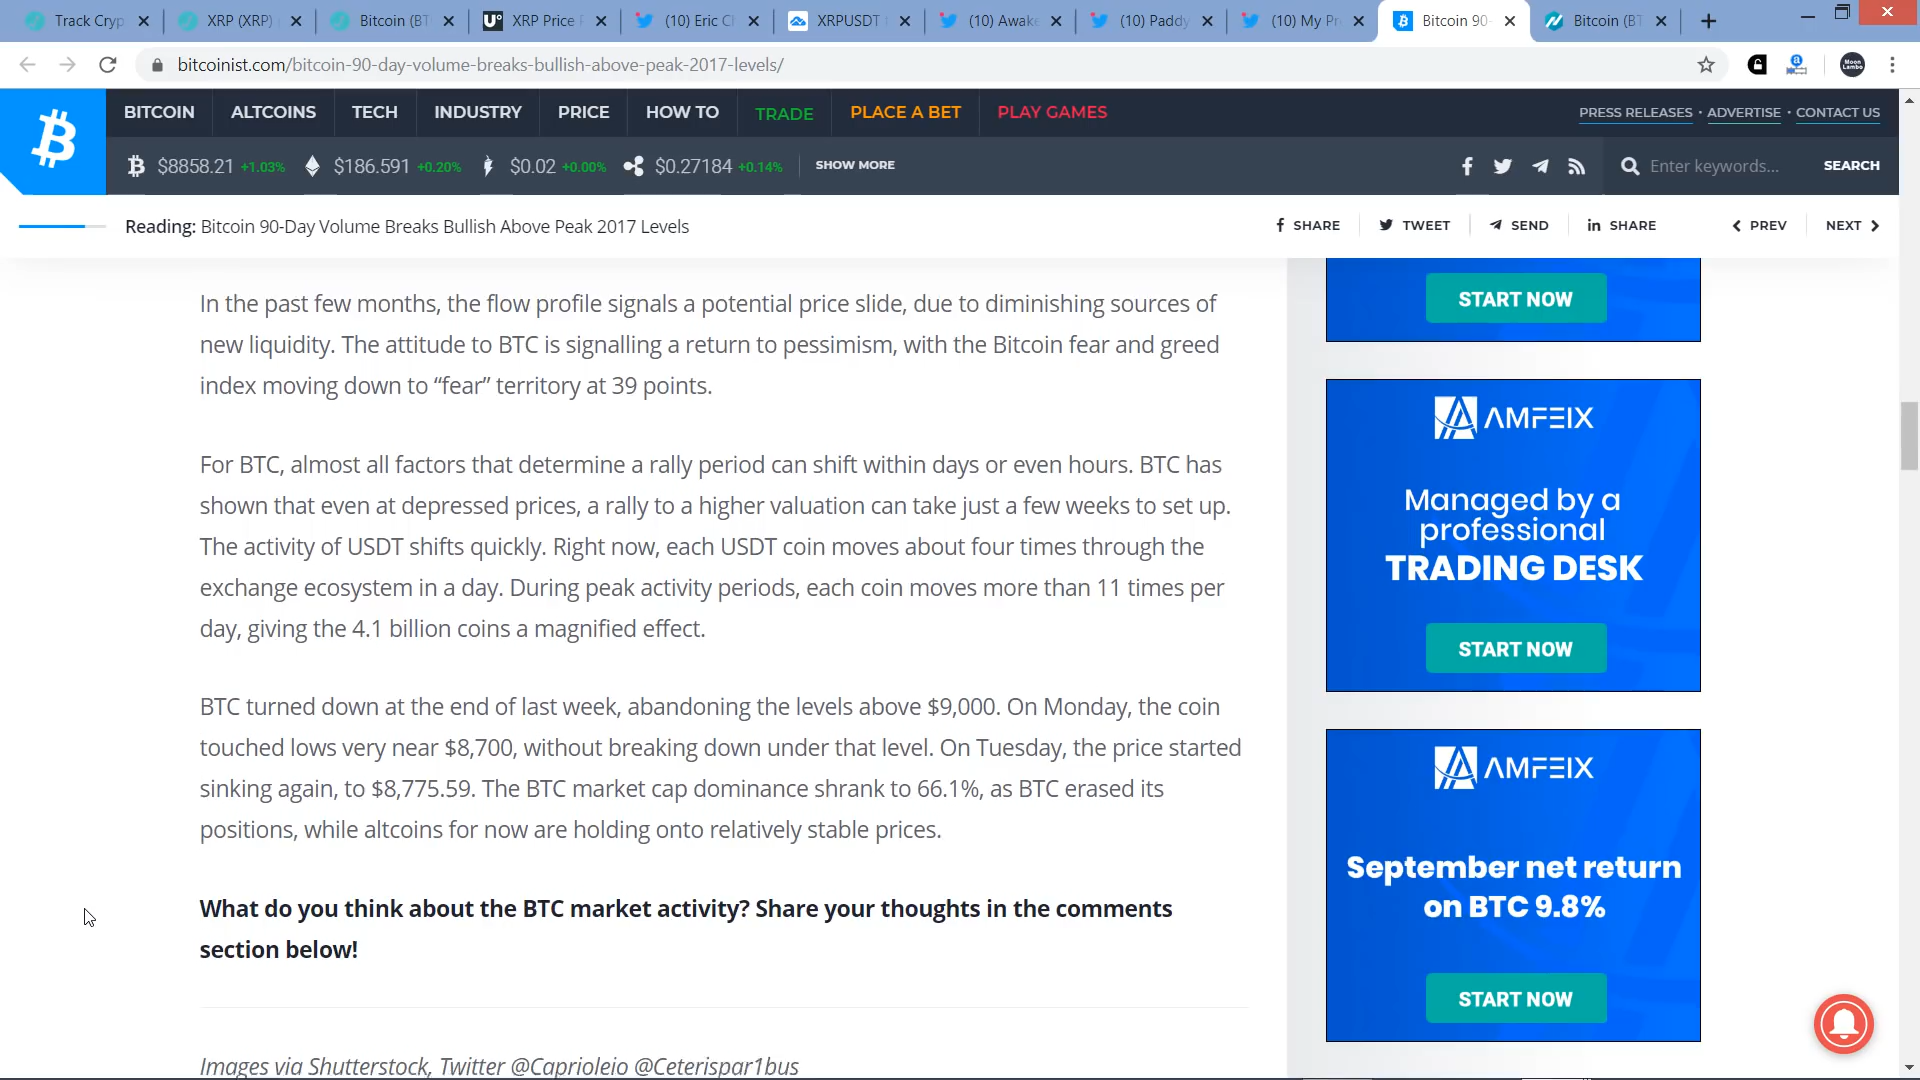 Track Cryp
XRP (XRP)
Bitcoin (BT
XRP Price P
(10) Eric Ch
XRPUSDT
(10) Awake
(10) Paddy
(10) My Pr
Bitcoin 90-
Bitcoin (BT
bitcoinist.com/bitcoin-90-day-volume-breaks-bullish-above-peak-2017-levels/
BITCOIN ALTCOINS TECH INDUSTRY PRICE HOW TO TRADE PLACE A BET PLAY GAMES
PRESS RELEASES · ADVERTISE · CONTACT US
$8858.21 +1.03% $186.591 +0.20% $0.02 +0.00% $0.27184 +0.14% SHOW MORE
Enter keywords... SEARCH
Reading: Bitcoin 90-Day Volume Breaks Bullish Above Peak 2017 Levels
SHARE TWEET SEND SHARE PREV NEXT
In the past few months, the flow profile signals a potential price slide, due to diminishing sources of
new liquidity. The attitude to BTC is signalling a return to pessimism, with the Bitcoin fear and greed
index moving down to “fear” territory at 39 points.
For BTC, almost all factors that determine a rally period can shift within days or even hours. BTC has
shown that even at depressed prices, a rally to a higher valuation can take just a few weeks to set up.
The activity of USDT shifts quickly. Right now, each USDT coin moves about four times through the
exchange ecosystem in a day. During peak activity periods, each coin moves more than 11 times per
day, giving the 4.1 billion coins a magnified effect.
BTC turned down at the end of last week, abandoning the levels above $9,000. On Monday, the coin
touched lows very near $8,700, without breaking down under that level. On Tuesday, the price started
sinking again, to $8,775.59. The BTC market cap dominance shrank to 66.1%, as BTC erased its
positions, while altcoins for now are holding onto relatively stable prices.
What do you think about the BTC market activity? Share your thoughts in the comments
section below!
Images via Shutterstock, Twitter @Caprioleio @Ceterispar1bus
START NOW
AMFEIX
Managed by a
professional
TRADING DESK
START NOW
AMFEIX
September net return
on BTC 9.8%
START NOW